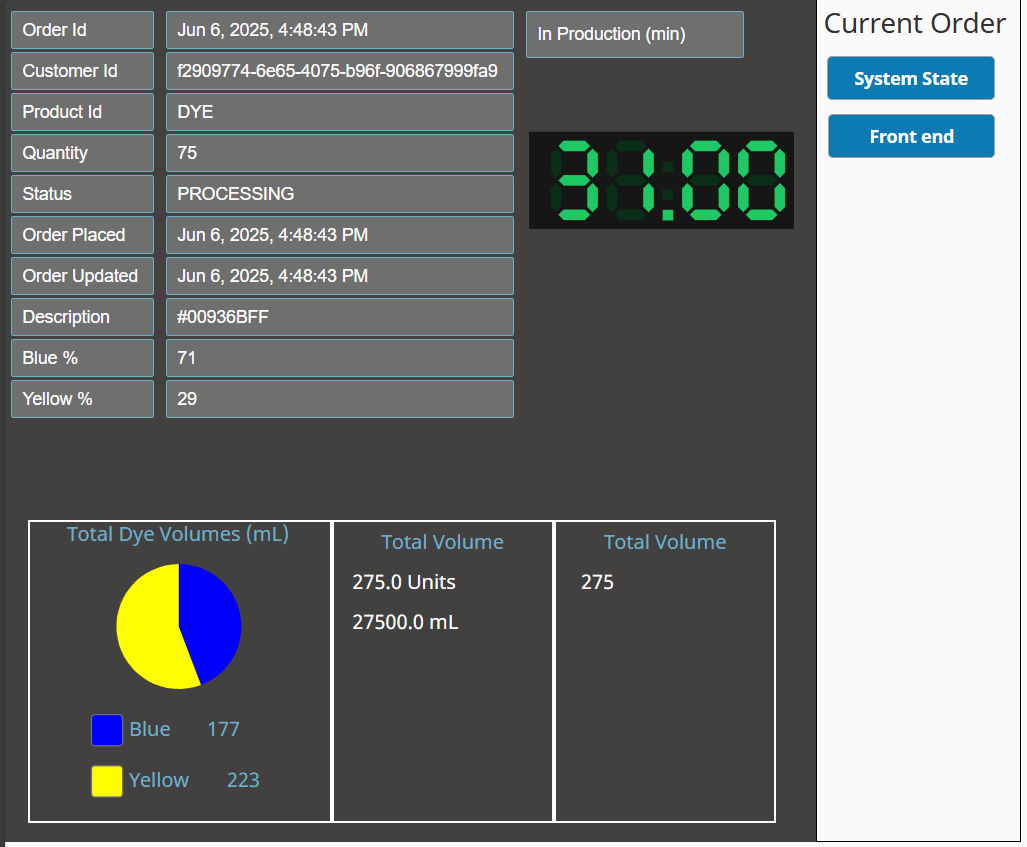 Order Id Jun 6, 2025, 4:48:43 PM
Customer Id f2909774-6e65-4075-b96f-906867999fa9
Product Id DYE
Quantity 75
Status PROCESSING
Order Placed Jun 6, 2025, 4:48:43 PM
Order Updated Jun 6, 2025, 4:48:43 PM
Description #00936BFF
Blue % 71
Yellow % 29
In Production (min)
31.00
Current Order
System State
Front end
Total Dye Volumes (mL)
Blue 177
Yellow 223
Total Volume
275.0 Units
27500.0 mL
Total Volume
275